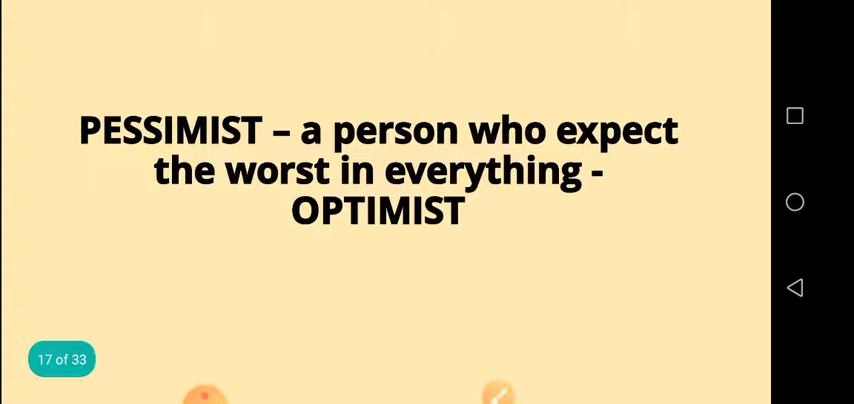 PESSIMIST – a person who expect
the worst in everything -
OPTIMIST
17 of 33